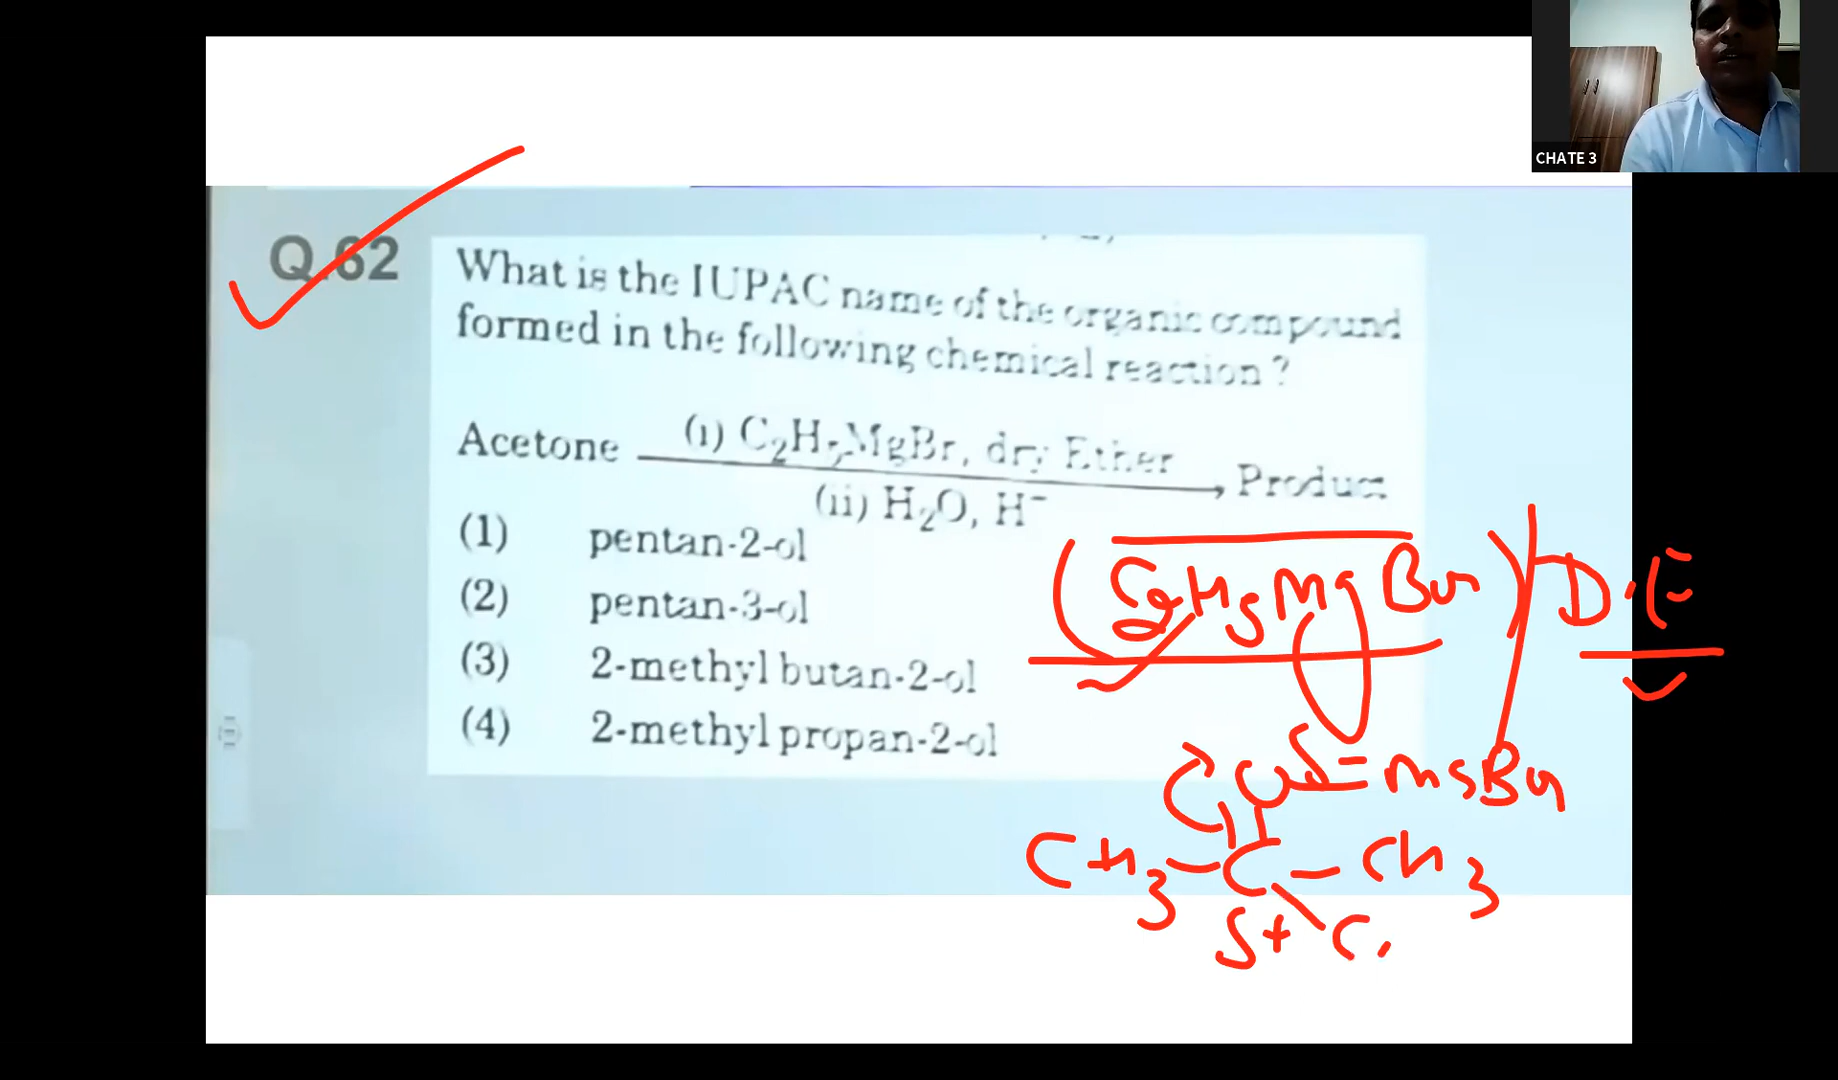 CHATE 3
Q.62
What is the IUPAC name of the organic compound
formed in the following chemical reaction ?
Acetone (i) C₂H₅MgBr, dry Ether → Product
(ii) H₂O, H⁺
(1) pentan-2-ol
(2) pentan-3-ol
(3) 2-methyl butan-2-ol
(4) 2-methyl propan-2-ol
(C₂H₅MgBr) D.E
MgBr
CH₃-C-CH₃
δ+ C